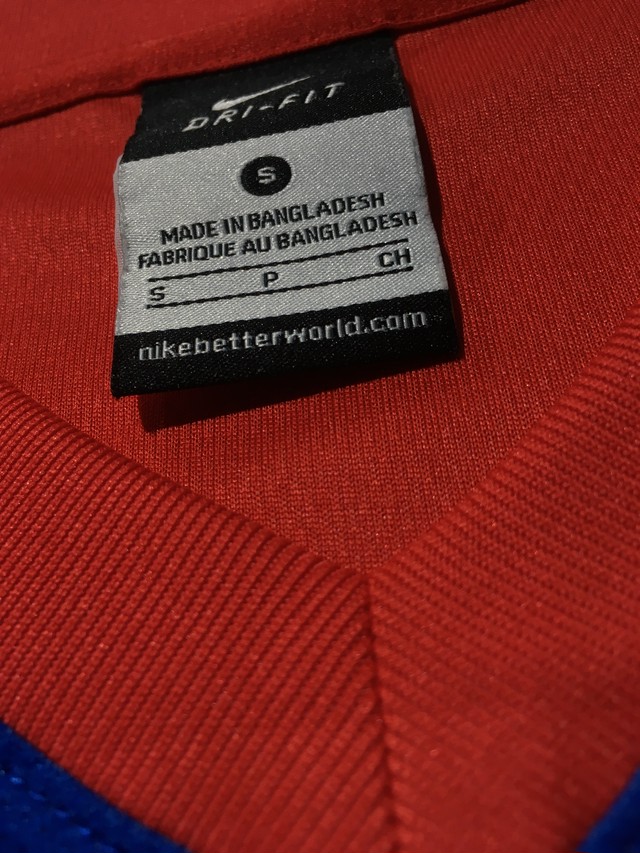 DRI-FIT
S
MADE IN BANGLADESH
FABRIQUE AU BANGLADESH
S P CH
nikebetterworld.com